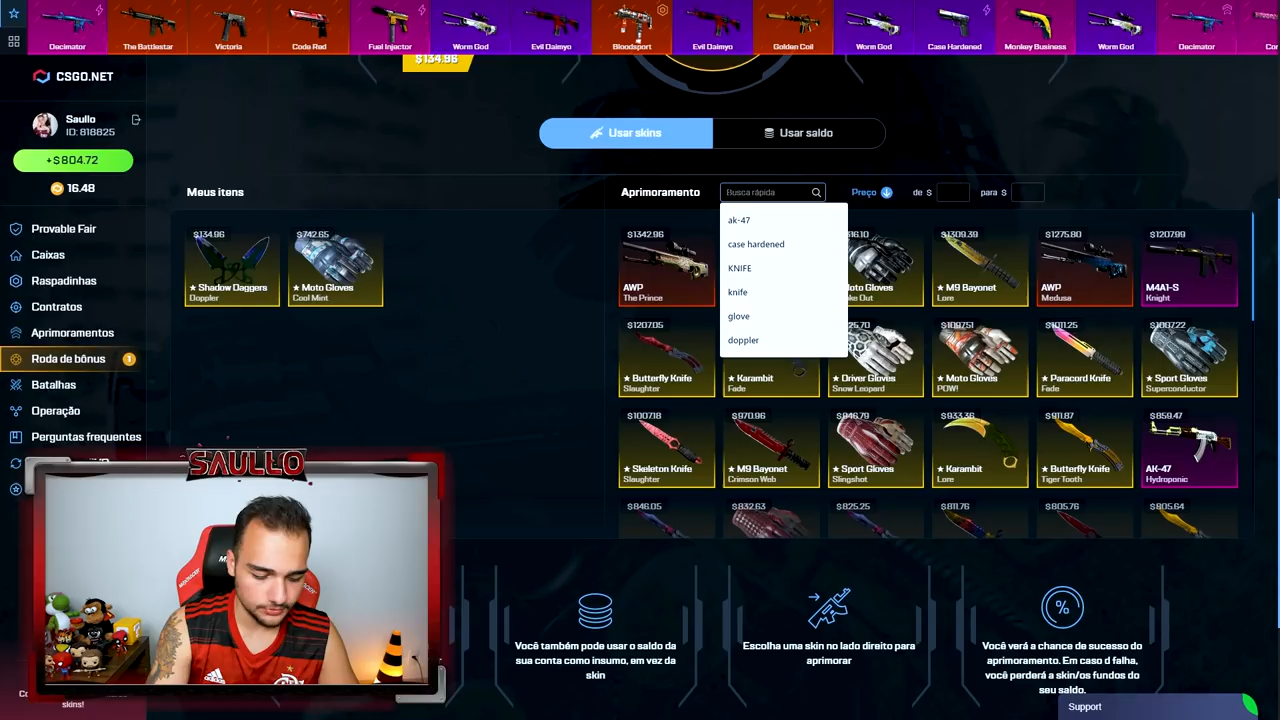 Decimator
The Battlestar
Victoria
Code Red
Fuel Injector
Worm God
Evil Daimyo
Bloodsport
Evil Daimyo
Golden Coil
Worm God
Case Hardened
Monkey Business
Worm God
Decimator
$134.96
CSGO.NET
Saullo
ID: 818825
+$804.72
16.48
Provable Fair
Caixas
Raspadinhas
Contratos
Aprimoramentos
Roda de bônus
1
Batalhas
Operação
Perguntas frequentes
Usar skins
Usar saldo
Meus itens
Aprimoramento
Busca rápida
Preço
de $
para $
ak-47
case hardened
KNIFE
knife
glove
doppler
$134.96
★ Shadow Daggers
Doppler
$742.65
★ Moto Gloves
Cool Mint
$1342.96
AWP
The Prince
$1309.39
★ M9 Bayonet
Lore
$1275.80
AWP
Medusa
$1207.99
M4A1-S
Knight
$1207.05
★ Butterfly Knife
Slaughter
★ Karambit
Fade
★ Driver Gloves
Snow Leopard
$1097.51
★ Moto Gloves
POW!
$1011.25
★ Paracord Knife
Fade
$1007.22
★ Sport Gloves
Superconductor
$1007.18
★ Skeleton Knife
Slaughter
$970.96
★ M9 Bayonet
Crimson Web
$946.79
★ Sport Gloves
Slingshot
$933.36
★ Karambit
Lore
$911.87
★ Butterfly Knife
Tiger Tooth
$859.47
AK-47
Hydroponic
$846.05
$832.63
$825.25
$811.76
$805.76
$805.64
SAULLO
skins!
Você também pode usar o saldo da
sua conta como insumo, em vez da
skin
Escolha uma skin no lado direito para
aprimorar
Você verá a chance de sucesso do
aprimoramento. Em caso d falha,
você perderá a skin/os fundos do
seu saldo.
Support